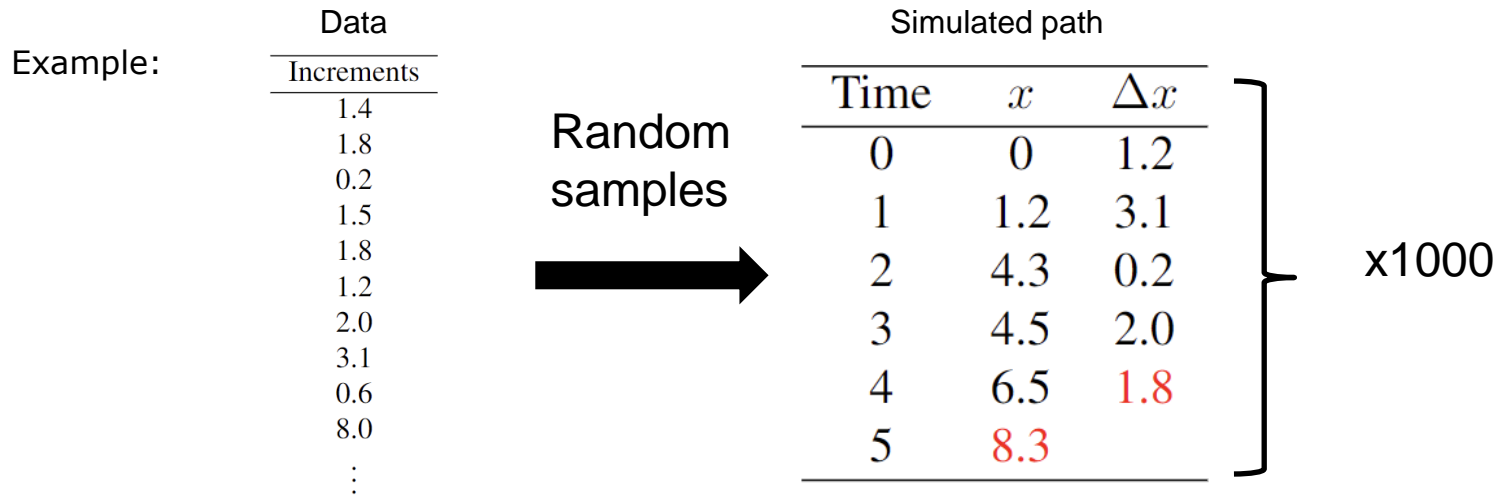 Example:
Data
Increments
1.4
1.8
0.2
1.5
1.8
1.2
2.0
3.1
0.6
8.0
⋮
Random
samples
Simulated path
Time x Δx
0 0 1.2
1 1.2 3.1
2 4.3 0.2
3 4.5 2.0
4 6.5 1.8
5 8.3
x1000